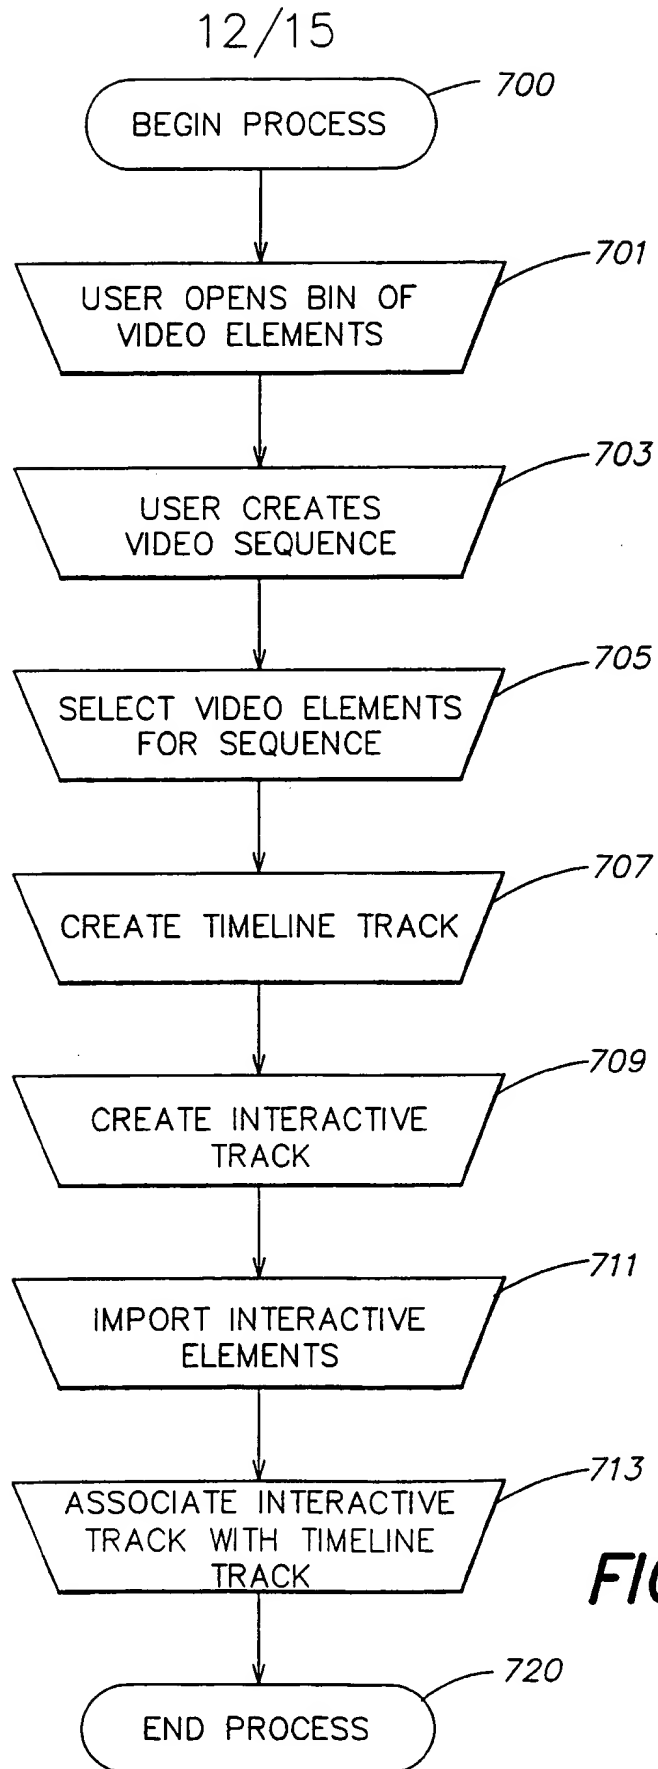 12/15
700
BEGIN PROCESS
701
USER OPENS BIN OF
VIDEO ELEMENTS
703
USER CREATES
VIDEO SEQUENCE
705
SELECT VIDEO ELEMENTS
FOR SEQUENCE
707
CREATE TIMELINE TRACK
709
CREATE INTERACTIVE
TRACK
711
IMPORT INTERACTIVE
ELEMENTS
713
ASSOCIATE INTERACTIVE
TRACK WITH TIMELINE
TRACK
720
END PROCESS